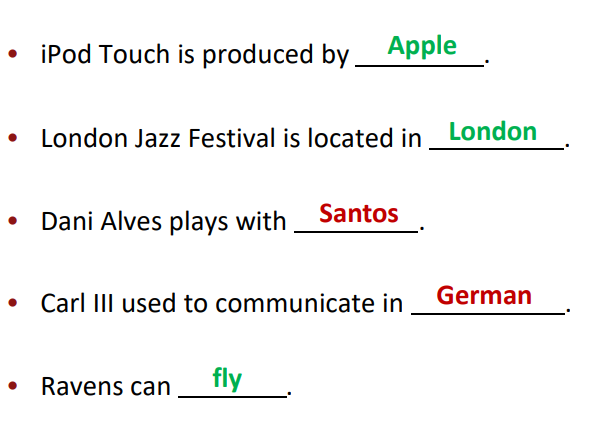 • iPod Touch is produced by Apple.
• London Jazz Festival is located in London.
• Dani Alves plays with Santos.
• Carl III used to communicate in German.
• Ravens can fly.